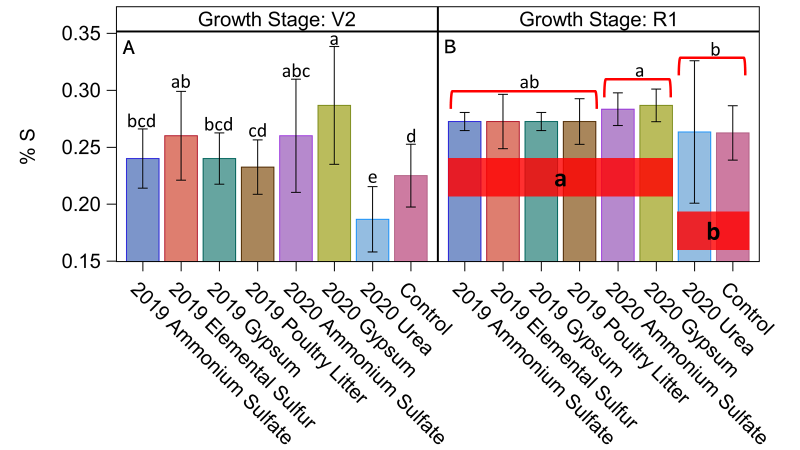 Growth Stage: V2
Growth Stage: R1
% S
0.35
0.30
0.25
0.20
0.15
A
bcd
ab
bcd
cd
abc
a
e
d
B
ab
a
b
a
b
2019 Ammonium Sulfate
2019 Elemental Sulfur
2019 Gypsum
2019 Poultry Litter
2020 Ammonium Sulfate
2020 Gypsum
2020 Urea
Control
2019 Ammonium Sulfate
2019 Elemental Sulfur
2019 Gypsum
2019 Poultry Litter
2020 Ammonium Sulfate
2020 Gypsum
2020 Urea
Control